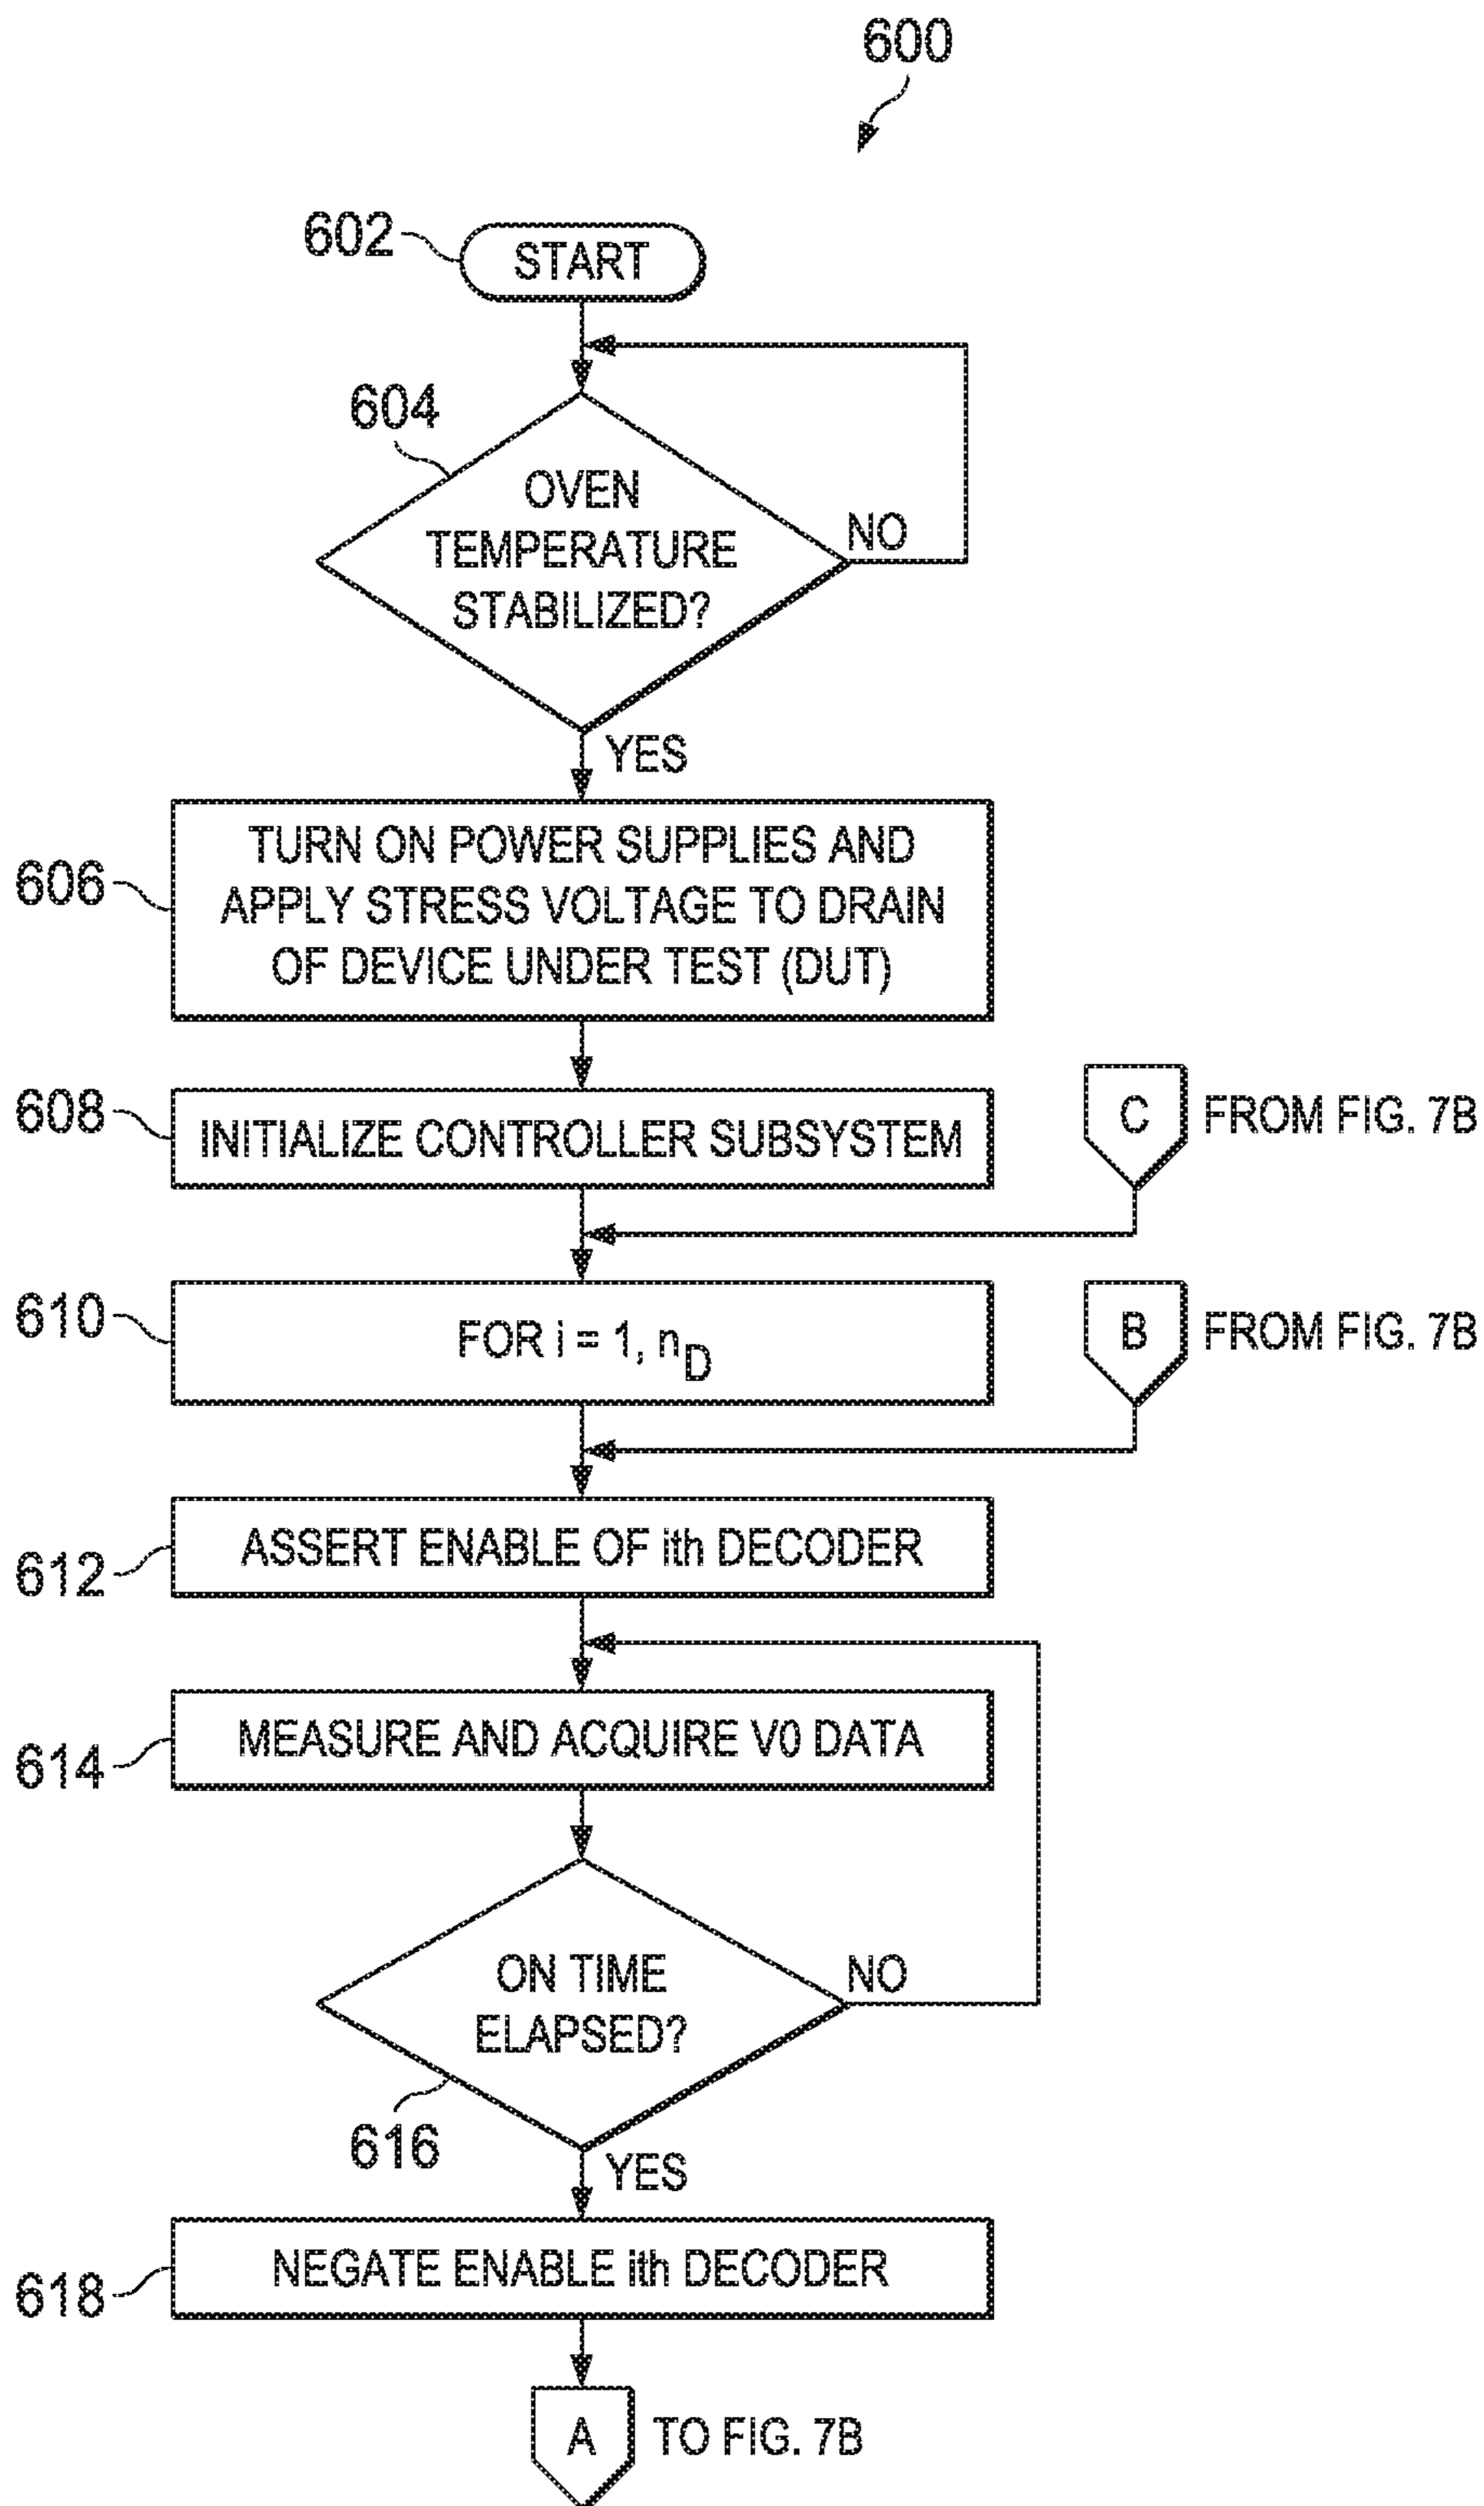 600
602
START
604
OVEN
TEMPERATURE
STABILIZED?
NO
YES
606
TURN ON POWER SUPPLIES AND
APPLY STRESS VOLTAGE TO DRAIN
OF DEVICE UNDER TEST (DUT)
608
INITIALIZE CONTROLLER SUBSYSTEM
C FROM FIG. 7B
610
FOR i = 1, nD
B FROM FIG. 7B
612
ASSERT ENABLE OF ith DECODER
614
MEASURE AND ACQUIRE V0 DATA
ON TIME
ELAPSED?
NO
616
YES
618
NEGATE ENABLE ith DECODER
A TO FIG. 7B